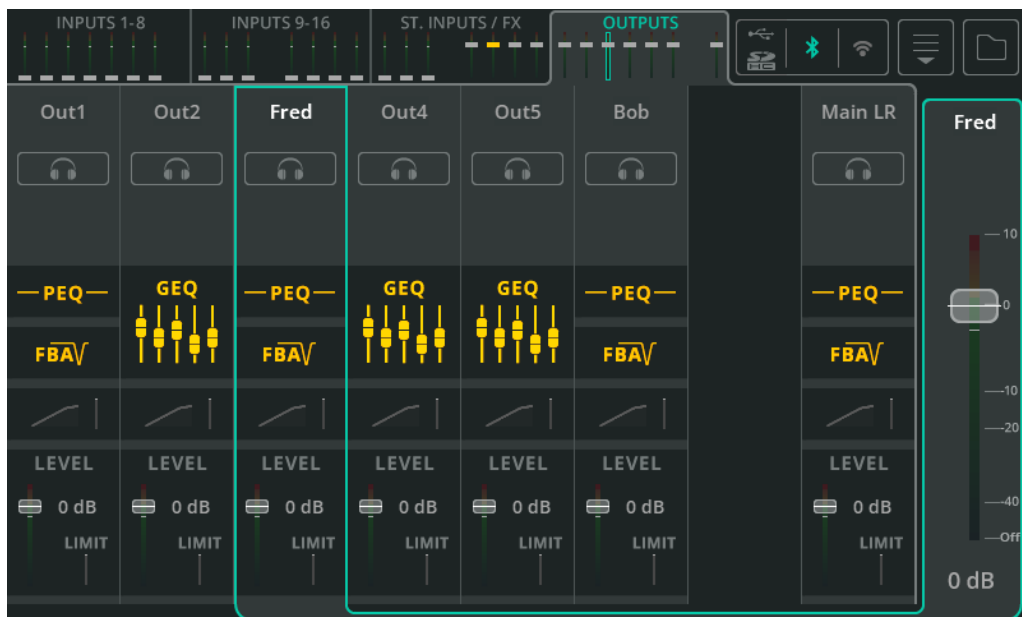 INPUTS 1-8 INPUTS 9-16 ST. INPUTS / FX OUTPUTS
Out1 Out2 Fred Out4 Out5 Bob Main LR Fred
10
PEQ GEQ PEQ GEQ GEQ PEQ PEQ 0
FBA FBA FBA FBA
-10
-20
LEVEL LEVEL LEVEL LEVEL LEVEL LEVEL LEVEL
0 dB 0 dB 0 dB 0 dB 0 dB 0 dB 0 dB -40
LIMIT LIMIT LIMIT LIMIT LIMIT LIMIT LIMIT Off
0 dB